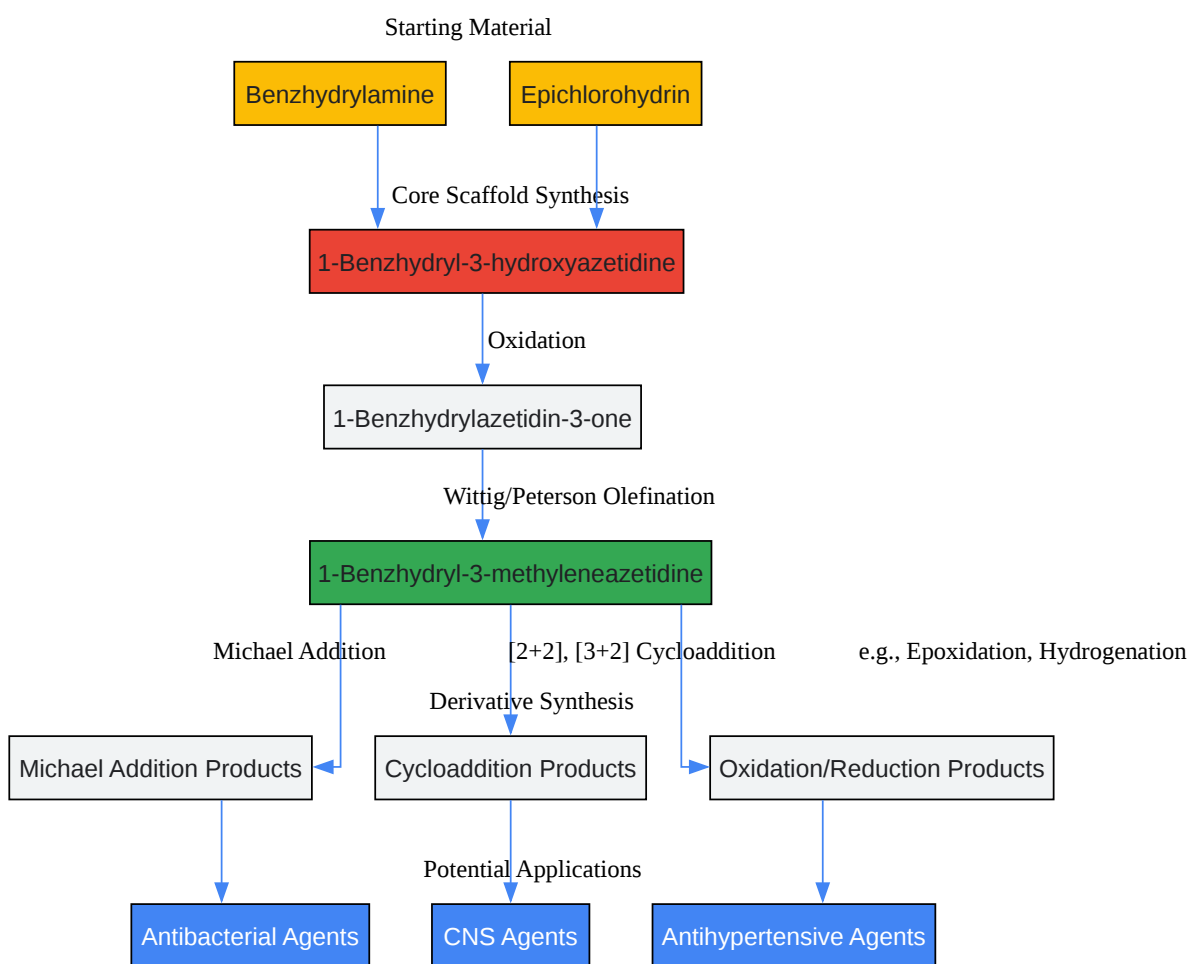 Starting Material
Benzhydrylamine
Epichlorohydrin
Core Scaffold Synthesis
1-Benzhydryl-3-hydroxyazetidine
Oxidation
1-Benzhydrylazetidin-3-one
Wittig/Peterson Olefination
1-Benzhydryl-3-methyleneazetidine
Michael Addition
[2+2], [3+2] Cycloaddition
e.g., Epoxidation, Hydrogenation
Derivative Synthesis
Michael Addition Products
Cycloaddition Products
Oxidation/Reduction Products
Potential Applications
Antibacterial Agents
CNS Agents
Antihypertensive Agents